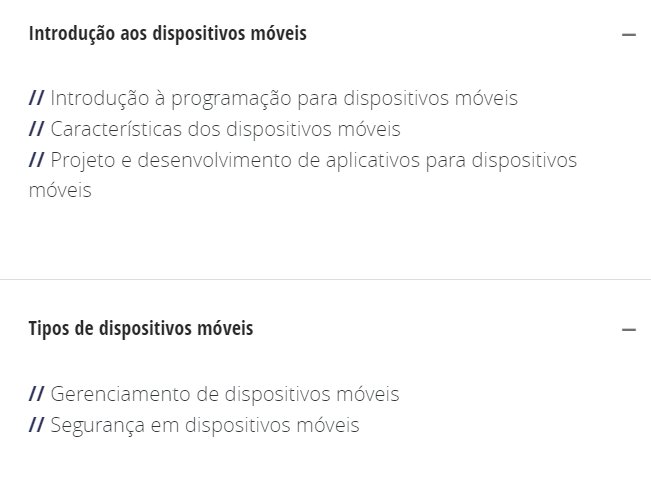 Introdução aos dispositivos móveis
// Introdução à programação para dispositivos móveis
// Características dos dispositivos móveis
// Projeto e desenvolvimento de aplicativos para dispositivos
móveis
Tipos de dispositivos móveis
// Gerenciamento de dispositivos móveis
// Segurança em dispositivos móveis